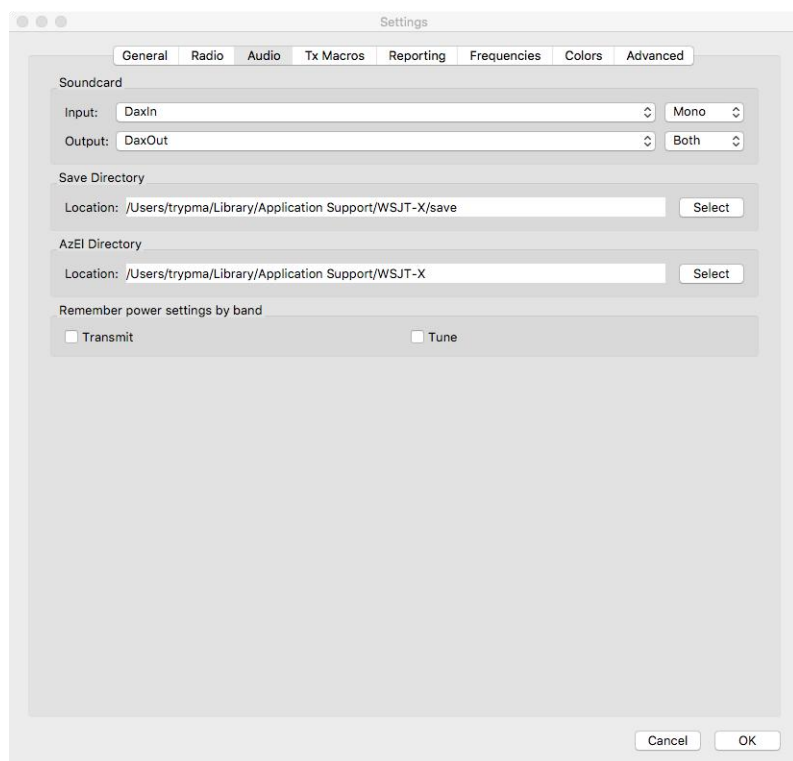 Settings
General Radio Audio Tx Macros Reporting Frequencies Colors Advanced
Soundcard
Input: DaxIn Mono
Output: DaxOut Both
Save Directory
Location: /Users/trypma/Library/Application Support/WSJT-X/save Select
AzEl Directory
Location: /Users/trypma/Library/Application Support/WSJT-X Select
Remember power settings by band
Transmit Tune
Cancel OK